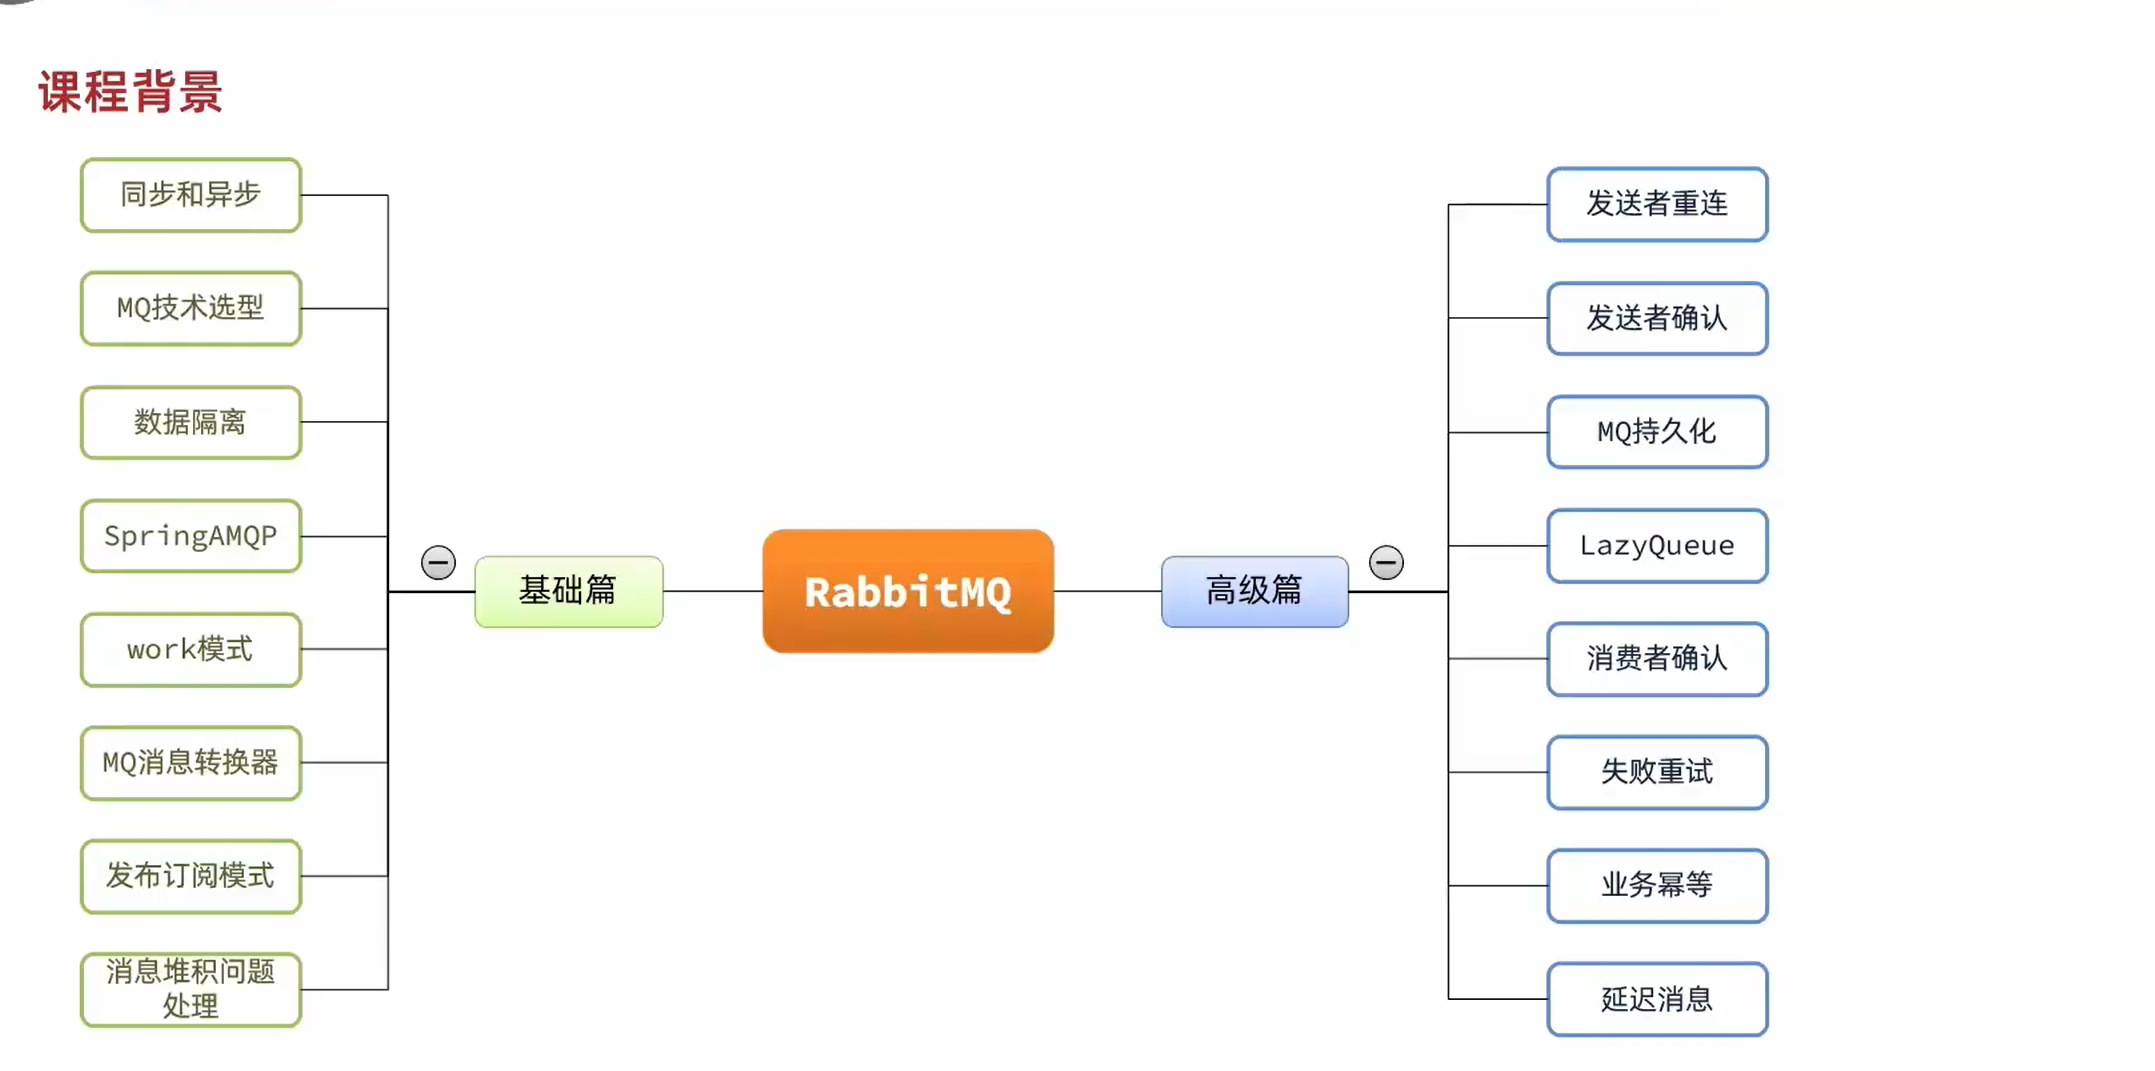 课程背景
同步和异步
MQ技术选型
数据隔离
SpringAMQP
work模式
MQ消息转换器
发布订阅模式
消息堆积问题
处理
基础篇
RabbitMQ
高级篇
发送者重连
发送者确认
MQ持久化
LazyQueue
消费者确认
失败重试
业务幂等
延迟消息